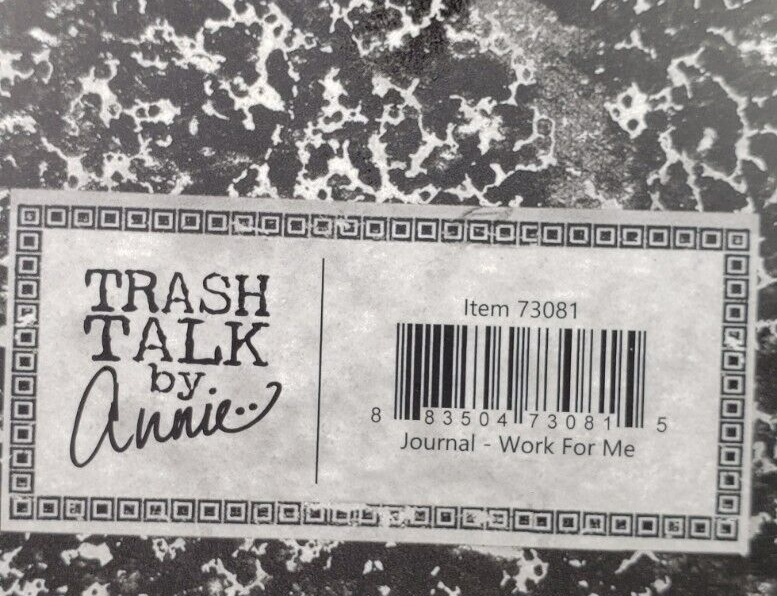 TRASH
TALK
by
Annie..
Item 73081
8 83504 73081 5
Journal - Work For Me